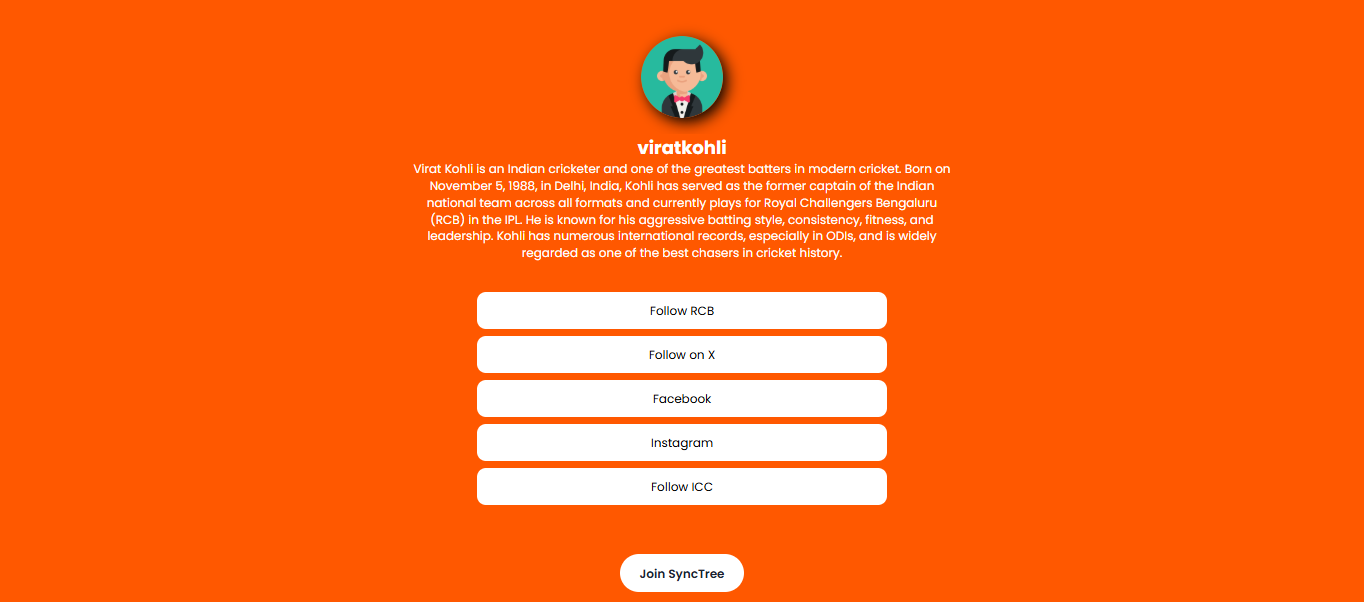 viratkohli
Virat Kohli is an Indian cricketer and one of the greatest batters in modern cricket. Born on
November 5, 1988, in Delhi, India, Kohli has served as the former captain of the Indian
national team across all formats and currently plays for Royal Challengers Bengaluru
(RCB) in the IPL. He is known for his aggressive batting style, consistency, fitness, and
leadership. Kohli has numerous international records, especially in ODIs, and is widely
regarded as one of the best chasers in cricket history.
Follow RCB
Follow on X
Facebook
Instagram
Follow ICC
Join SyncTree